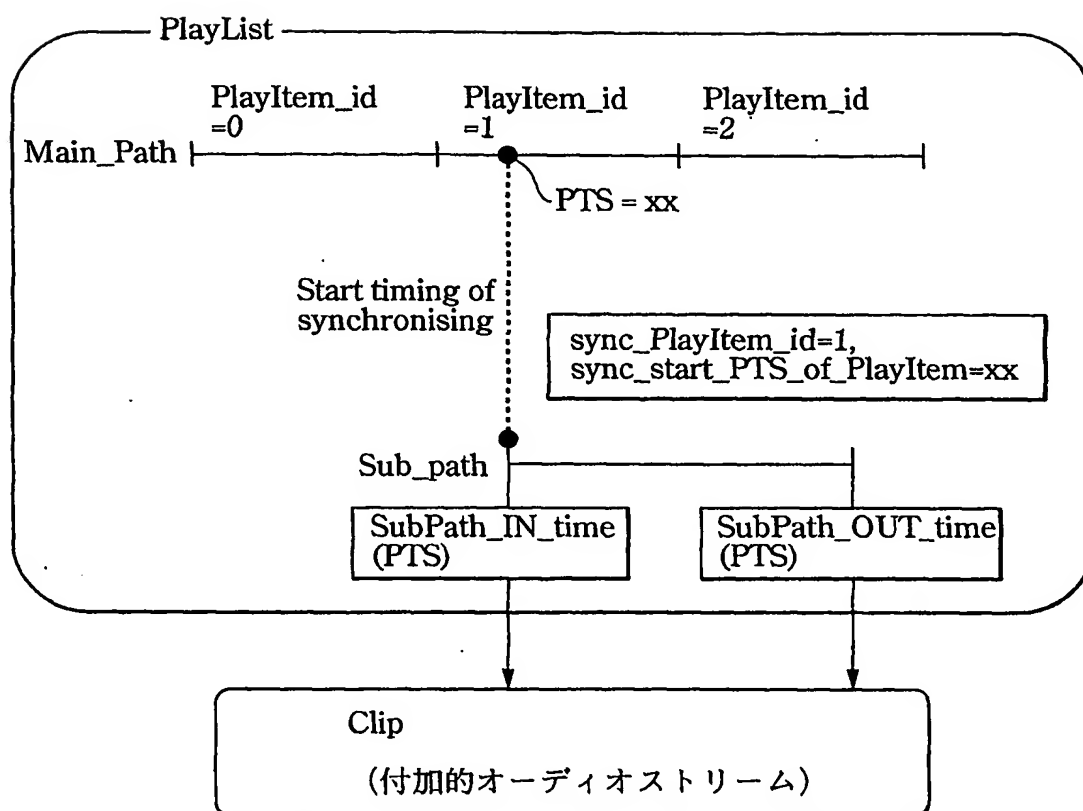 PlayList
PlayItem_id
=0
PlayItem_id
=1
PlayItem_id
=2
Main_Path
PTS = xx
Start timing of
synchronising
sync_PlayItem_id=1,
sync_start_PTS_of_PlayItem=xx
Sub_path
SubPath_IN_time
(PTS)
SubPath_OUT_time
(PTS)
Clip
(付加的オーディオストリーム)